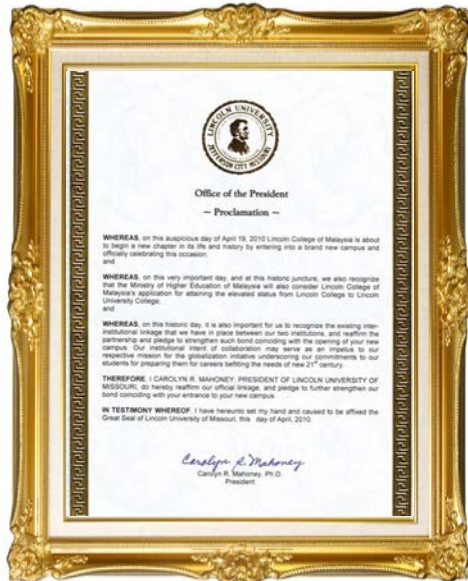 LINCOLN UNIVERSITY
JEFFERSON CITY MISSOURI
Office of the President
~ Proclamation ~
WHEREAS, on this auspicious day of April 19, 2010 Lincoln College of Malaysia is about
to begin a new chapter in its life and history by entering into a brand new campus and
officially celebrating this occasion.
and
WHEREAS, on this very important day, and at this historic juncture, we also recognize
that the Ministry of Higher Education of Malaysia will also consider Lincoln College of
Malaysia's application for attaining the elevated status from Lincoln College to Lincoln
University College;
and
WHEREAS, on this historic day, it is also important for us to recognize the existing inter-
institutional linkage that we have in place between our two institutions, and reaffirm the
partnership and pledge to strengthen such bond coinciding with the opening of your new
campus. Our institutional intent of collaboration may serve as an impetus to our
respective mission for the globalization initiative underscoring our commitments to our
students for preparing them for careers befitting the needs of new 21st century.
THEREFORE, I CAROLYN R. MAHONEY, PRESIDENT OF LINCOLN UNIVERSITY OF
MISSOURI, do hereby reaffirm our official linkage, and pledge to further strengthen our
bond coinciding with your entrance to your new campus.
IN TESTIMONY WHEREOF, I have hereunto set my hand and caused to be affixed the
Great Seal of Lincoln University of Missouri, this day of April, 2010.
Carolyn R. Mahoney
Carolyn R. Mahoney, Ph D.
President